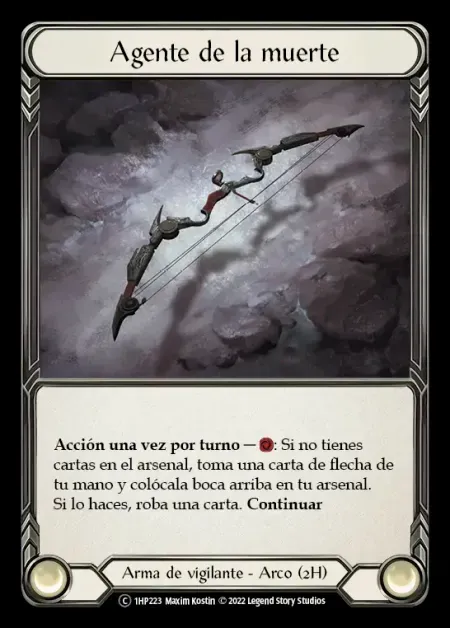 Agente de la muerte
Acción una vez por turno — : Si no tienes
cartas en el arsenal, toma una carta de flecha de
tu mano y colócala boca arriba en tu arsenal.
Si lo haces, roba una carta. Continuar
Arma de vigilante - Arco (2H)
C 1HP223 Maxim Kostin © 2022 Legend Story Studios